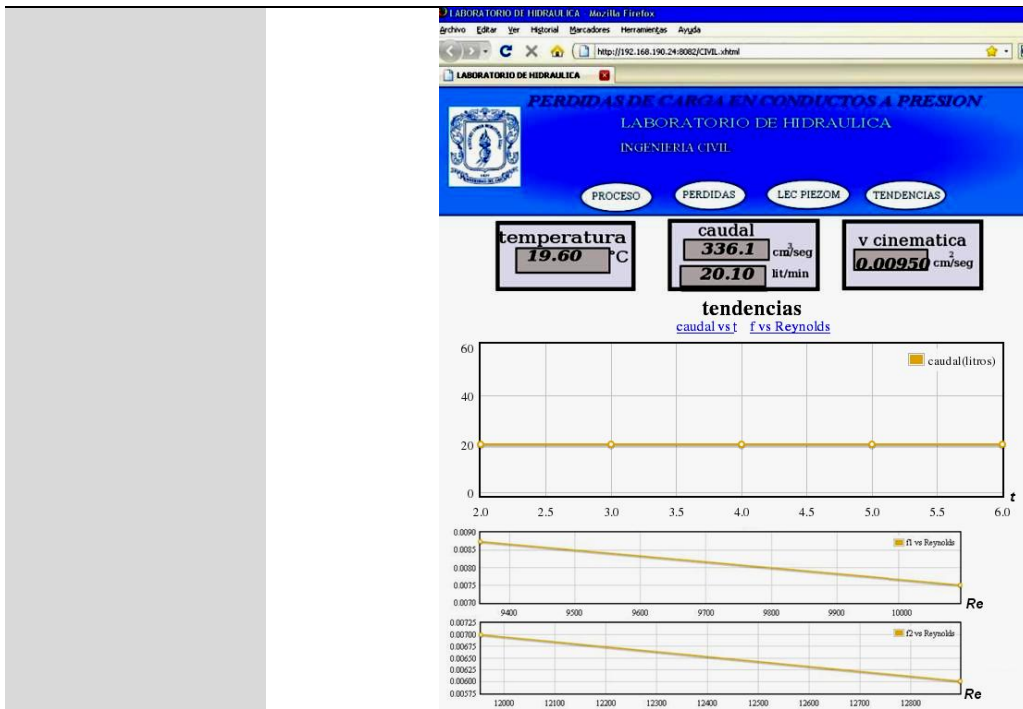 LABORATORIO DE HIDRAULICA - Mozilla Firefox
Archivo Editar Ver Historial Marcadores Herramientas Ayuda
http://192.168.190.24:8082/CIVIL.xhtml
LABORATORIO DE HIDRAULICA
PERDIDAS DE CARGA EN CONDUCTOS A PRESION
LABORATORIO DE HIDRAULICA
INGENIERIA CIVIL
PROCESO PERDIDAS LEC PIEZOM TENDENCIAS
temperatura
19.60 °C
caudal
336.1 cm3/seg
20.10 lit/min
v cinematica
0.00950 cm2/seg
tendencias
caudal vs t f vs Reynolds
60
40
20
0
caudal(litros)
2.0 2.5 3.0 3.5 4.0 4.5 5.0 5.5 6.0
t
0.0090
0.0085
0.0080
0.0075
0.0070
f1 vs Reynolds
9400 9500 9600 9700 9800 9900 10000
Re
0.00725
0.00700
0.00675
0.00650
0.00625
0.00600
0.00575
f2 vs Reynolds
12000 12100 12200 12300 12400 12500 12600 12700 12800
Re